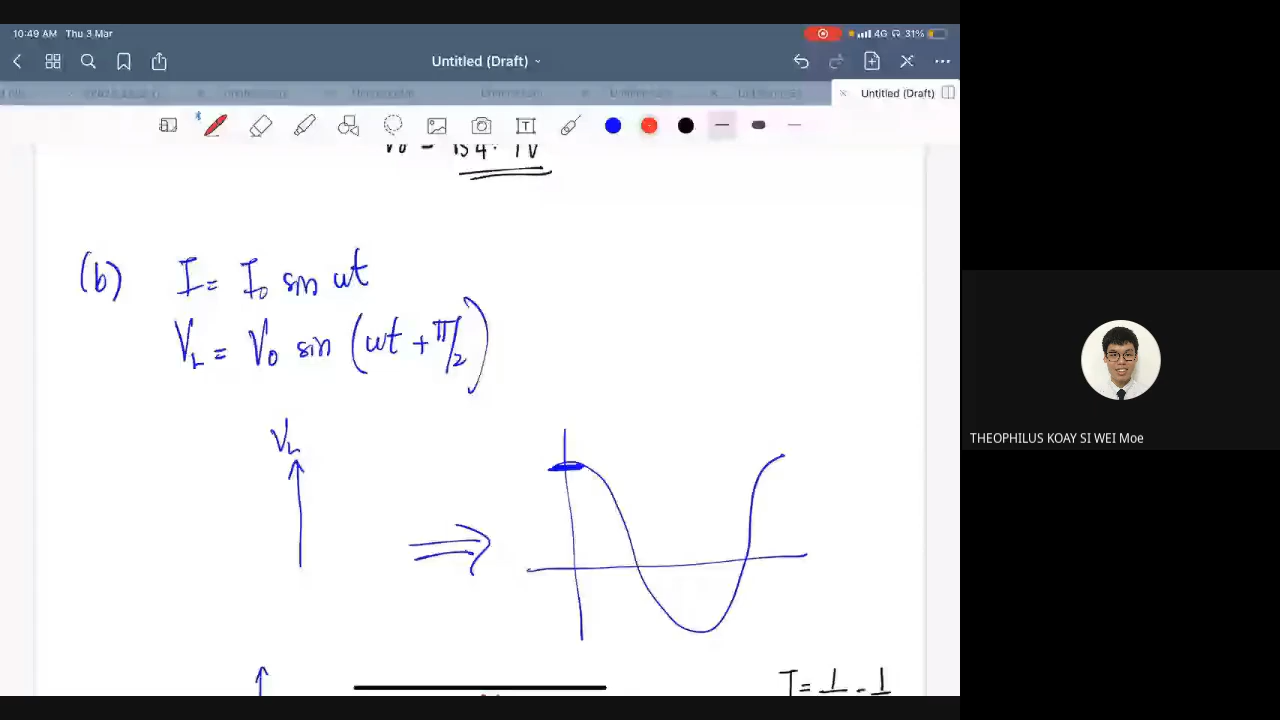 10:49 AM Thu 3 Mar
4G 31%
Untitled (Draft)
Untitled (Draft)
T
(b) I = I₀ sin ωt
V_L = V₀ sin (ωt + π/2)
V_L
⇒
THEOPHILUS KOAY SI WEI Moe